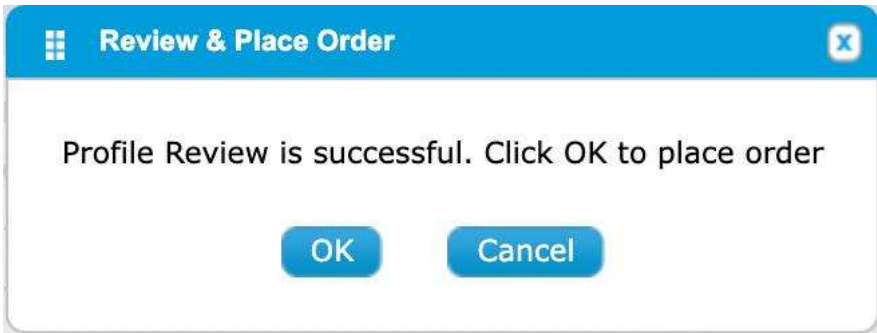 Review & Place Order
x
Profile Review is successful. Click OK to place order
OK
Cancel